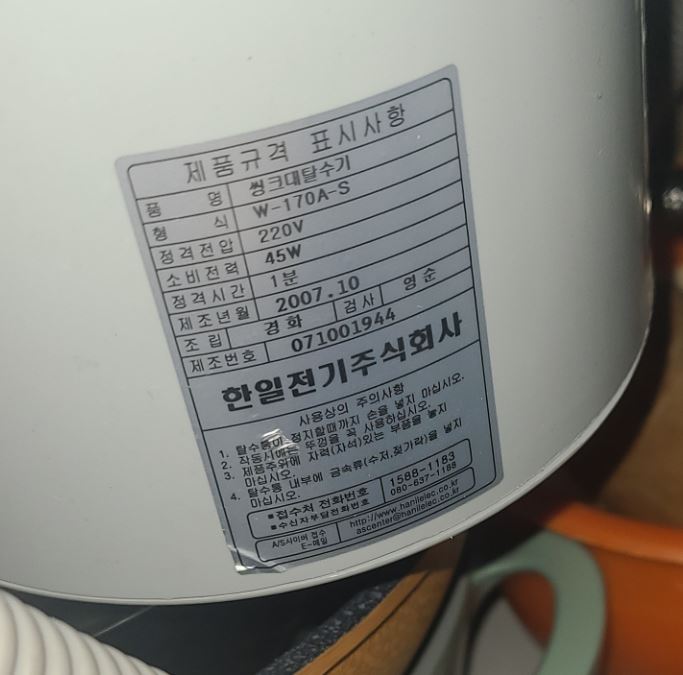 제품규격 표시사항
품 명 씽크대탈수기
형 식 W-170A-S
정격전압 220V
소비전력 45W
정격시간 1분
제조년월 2007.10
조립 경화 검사 영순
제조번호 071001944
한일전기주식회사
사용상의 주의사항
1. 탈수통이 정지할때까지 손을 넣지 마십시오.
2. 작동시에는 뚜껑을 꼭 사용하십시오.
3. 제품주위에 자력(자석)있는 부품을 놓지
마십시오.
4. 탈수통 내부에 금속류(수저,젓가락)을 넣지
마십시오.
■접수처 전화번호 1588-1183
■수신자부담전화번호 080-637-1188
A/S사이버 접수 http://www.hanilelec.co.kr
E-메일 ascenter@hanilelec.co.kr